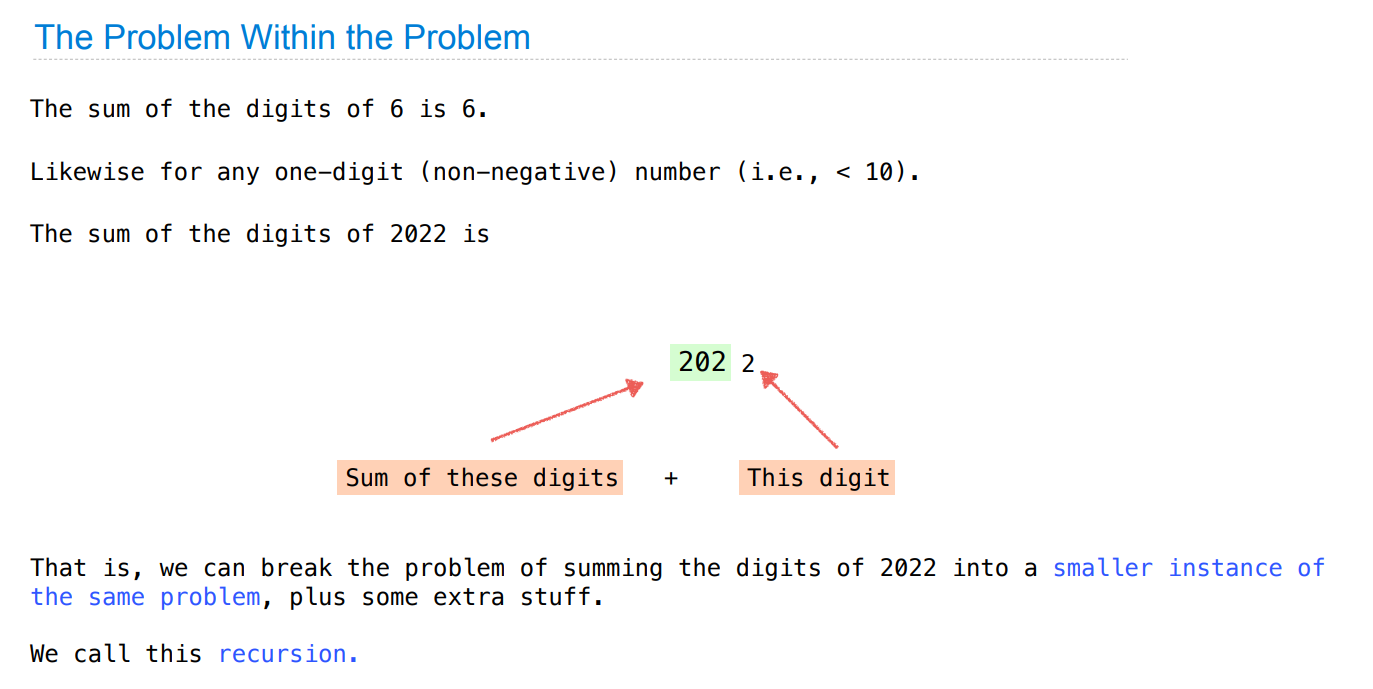 The Problem Within the Problem
The sum of the digits of 6 is 6.
Likewise for any one-digit (non-negative) number (i.e., < 10).
The sum of the digits of 2022 is
202 2
Sum of these digits + This digit
That is, we can break the problem of summing the digits of 2022 into a smaller instance of
the same problem, plus some extra stuff.
We call this recursion.